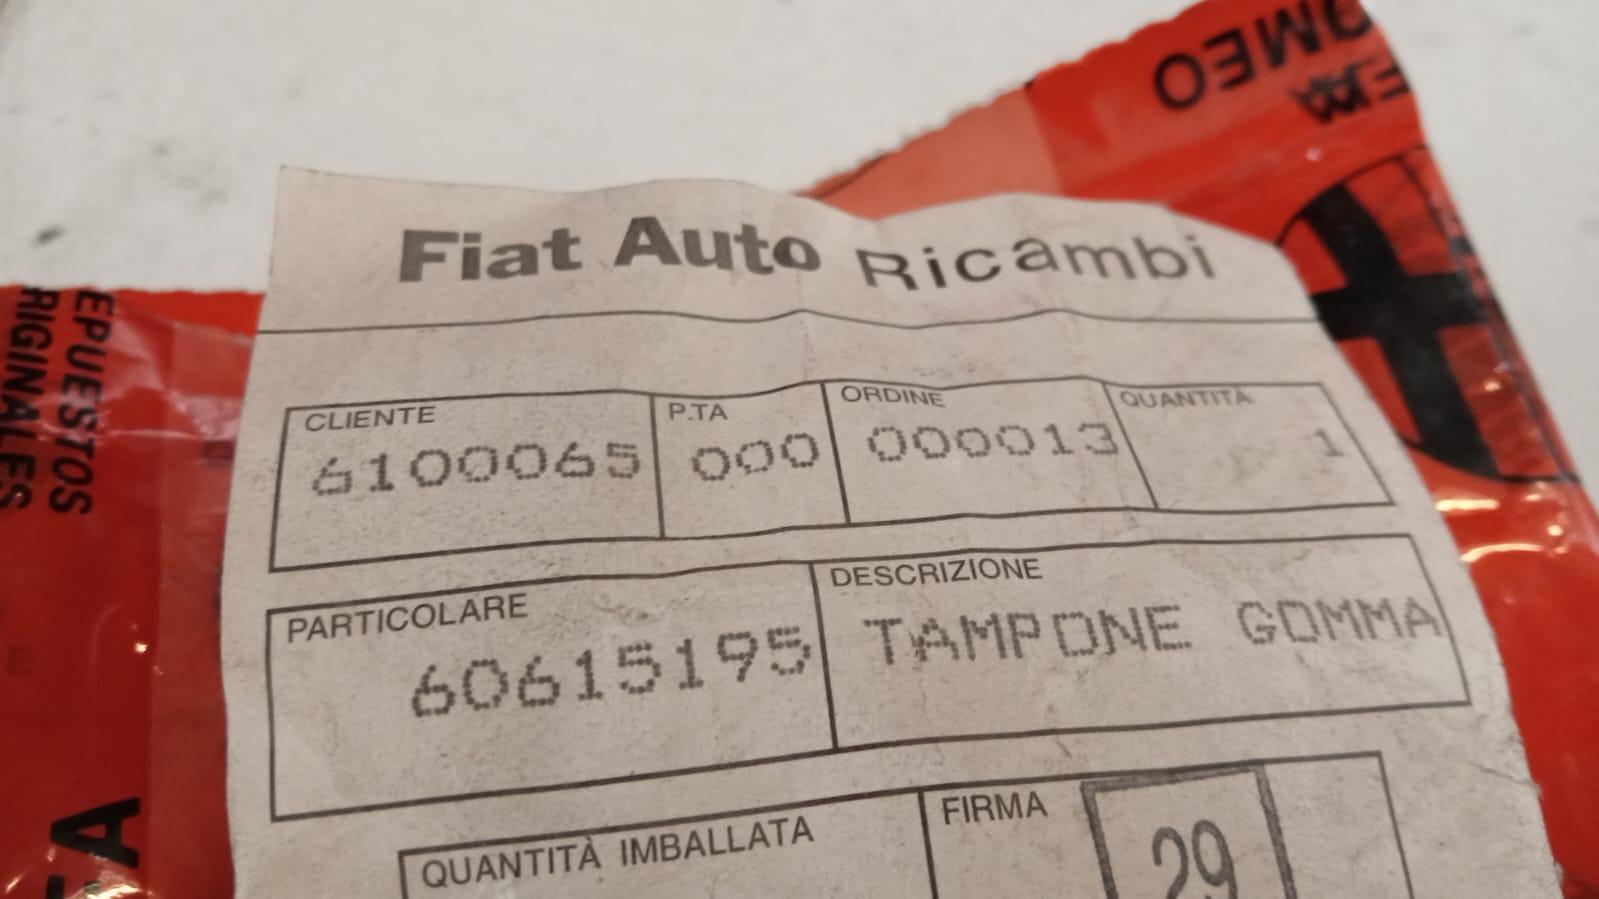 Fiat Auto Ricambi
CLIENTE P.TA ORDINE QUANTITÀ
6100065 000 000013 1
PARTICOLARE DESCRIZIONE
60615195 TAMPONE GOMMA
QUANTITÀ IMBALLATA FIRMA
29
EPUESTOS
RIGINALES
OMEO